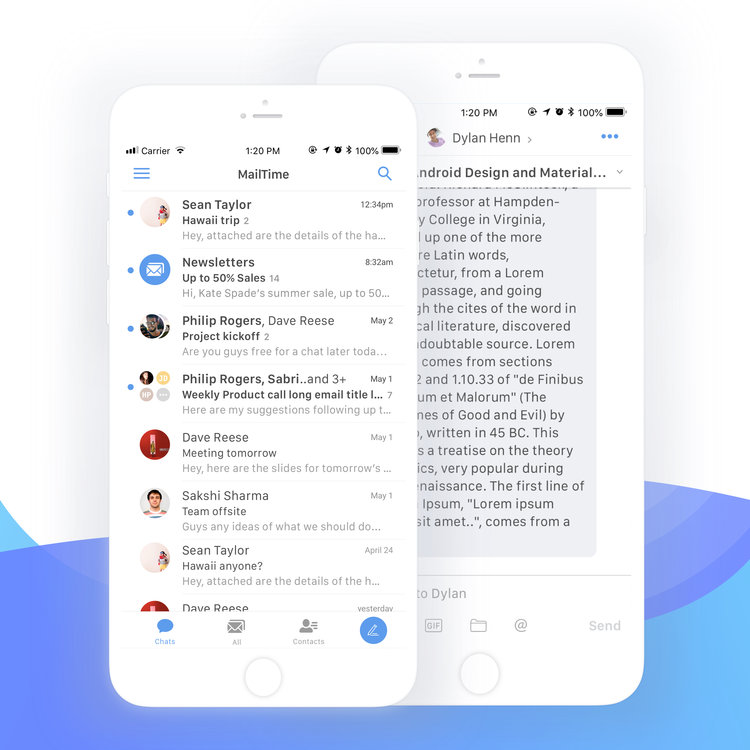 Carrier 1:20 PM 100%
MailTime
Sean Taylor 12:34pm
Hawaii trip 2
Hey, attached are the details of the ha...
Newsletters 8:32am
Up to 50% Sales 14
Hi, Kate Spade's summer sale, up to 50...
Philip Rogers, Dave Reese May 2
Project kickoff 2
Are you guys free for a chat later toda...
JD
HP
Philip Rogers, Sabri..and 3+ May 1
Weekly Product call long email title l... 7
Here are my suggestions following up t...
Dave Reese May 1
Meeting tomorrow
Hey, here are the slides for tomorrow's ...
Sakshi Sharma May 1
Team offsite
Guys any ideas of what we should do...
Sean Taylor April 24
Hawaii anyone?
Hey, attached are the details of the h...
Dave Reese yesterday
Chats
All
Contacts
1:20 PM 100%
Dylan Henn
ndroid Design and Material...
professor at Hampden-
y College in Virginia,
l up one of the more
re Latin words,
ctetur, from a Lorem
passage, and going
gh the cites of the word in
cal literature, discovered
doubtable source. Lorem
comes from sections
2 and 1.10.33 of "de Finibus
um et Malorum" (The
nes of Good and Evil) by
, written in 45 BC. This
s a treatise on the theory
ics, very popular during
enaissance. The first line of
Ipsum, "Lorem ipsum
sit amet..", comes from a
to Dylan
GIF @ Send